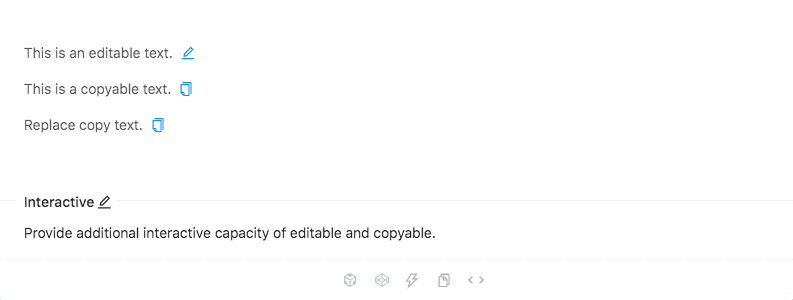 This is an editable text.
This is a copyable text.
Replace copy text.
Interactive
Provide additional interactive capacity of editable and copyable.